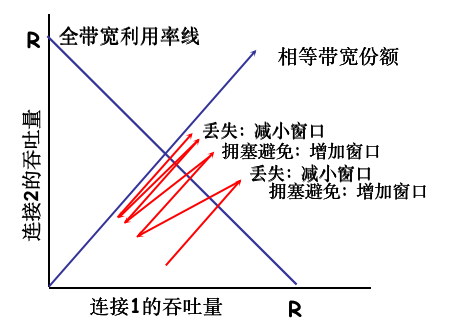 R
全带宽利用率线
相等带宽份额
丢失: 减小窗口
拥塞避免: 增加窗口
丢失: 减小窗口
拥塞避免: 增加窗口
连接2的吞吐量
连接1的吞吐量
R